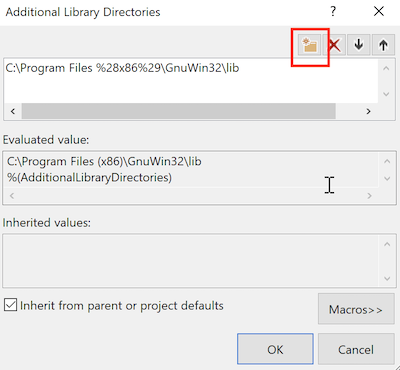 Additional Library Directories
C:\Program Files %28x86%29\GnuWin32\lib
Evaluated value:
C:\Program Files (x86)\GnuWin32\lib
%(AdditionalLibraryDirectories)
Inherited values:
Inherit from parent or project defaults
Macros>>
OK
Cancel